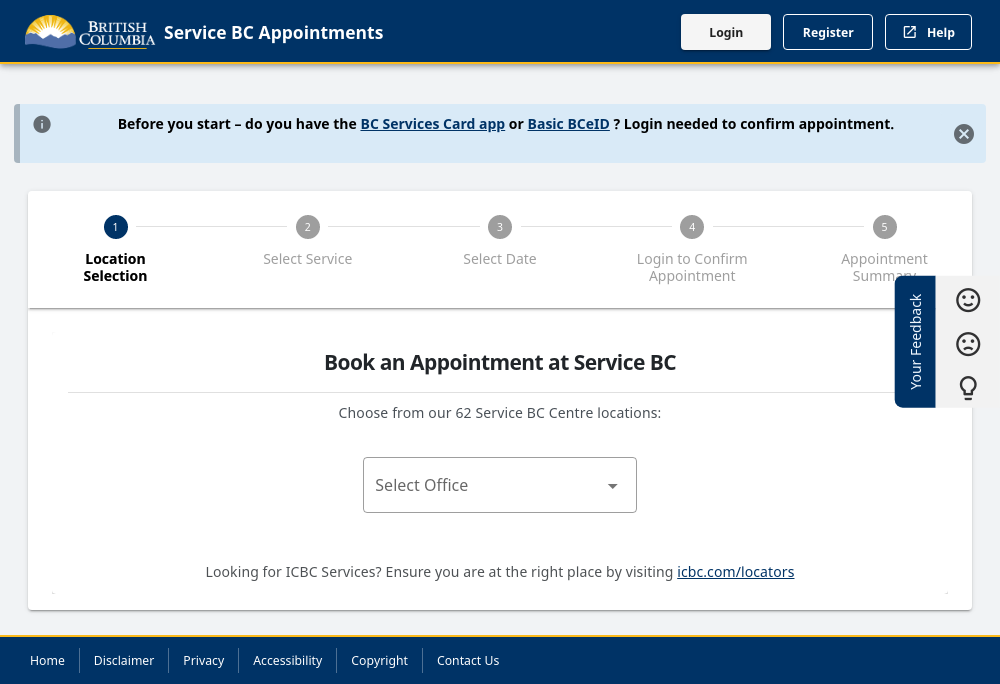 BRITISH
COLUMBIA
Service BC Appointments
Login
Register
Help
Before you start – do you have the BC Services Card app or Basic BCeID ? Login needed to confirm appointment.
1
2
3
4
5
Location
Selection
Select Service
Select Date
Login to Confirm
Appointment
Appointment
Summary
Your Feedback
Book an Appointment at Service BC
Choose from our 62 Service BC Centre locations:
Select Office
Looking for ICBC Services? Ensure you are at the right place by visiting icbc.com/locators
Home
Disclaimer
Privacy
Accessibility
Copyright
Contact Us